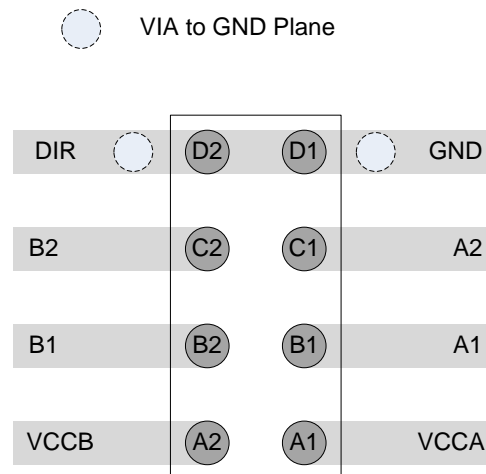 VIA to GND Plane
DIR D2 D1 GND
B2 C2 C1 A2
B1 B2 B1 A1
VCCB A2 A1 VCCA